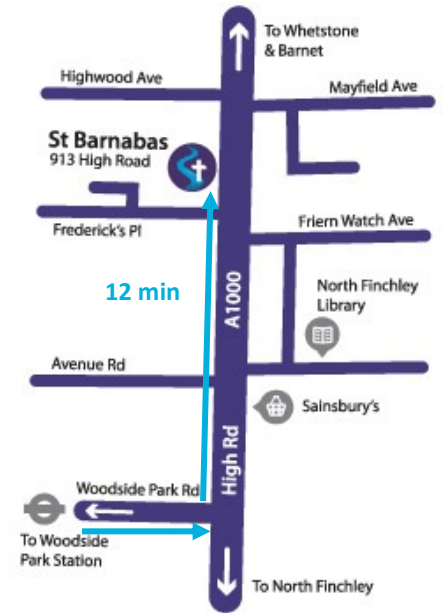 To Whetstone
& Barnet
Highwood Ave
Mayfield Ave
St Barnabas
913 High Road
Frederick's Pl
Friern Watch Ave
12 min
A1000
North Finchley
Library
Avenue Rd
Sainsbury's
High Rd
Woodside Park Rd
To Woodside
Park Station
To North Finchley